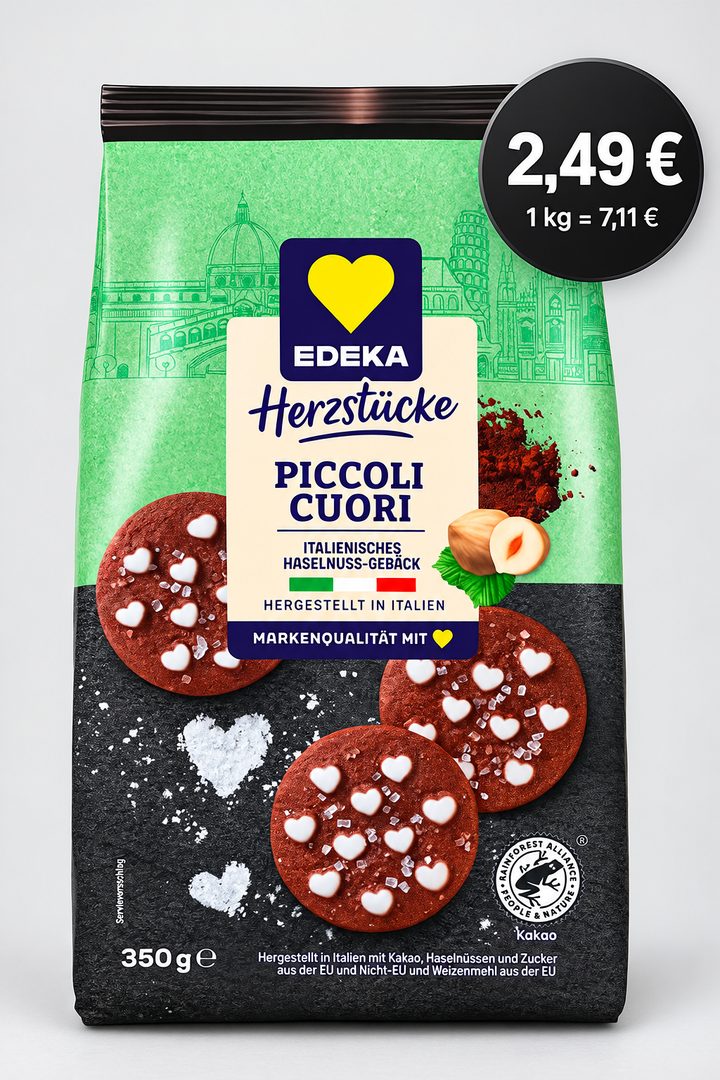 2,49 €
1 kg = 7,11 €
EDEKA
Herzstücke
PICCOLI
CUORI
ITALIENISCHES
HASELNUSS-GEBÄCK
HERGESTELLT IN ITALIEN
MARKENQUALITÄT MIT
RAINFOREST ALLIANCE
PEOPLE & NATURE
®
Kakao
350 g ℮
Hergestellt in Italien mit Kakao, Haselnüssen und Zucker
aus der EU und Nicht-EU und Weizenmehl aus der EU